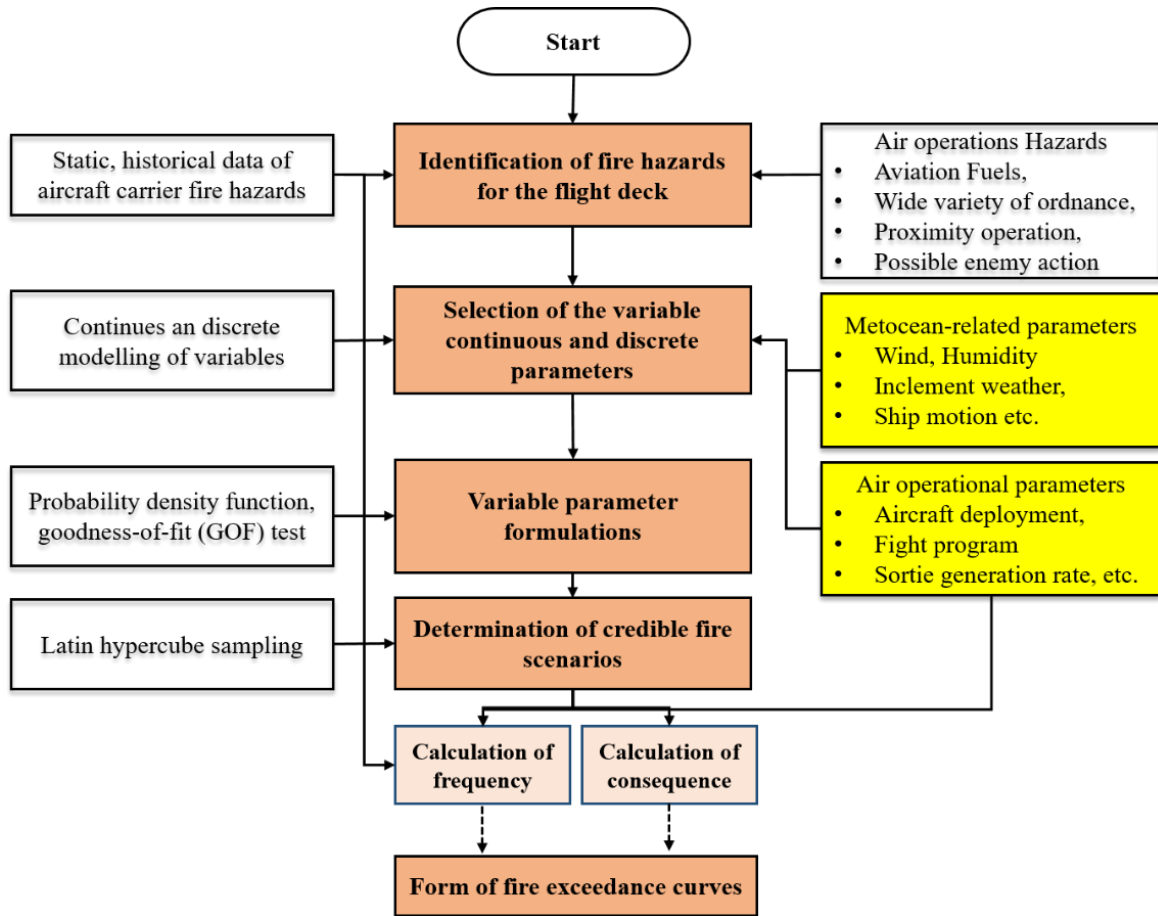 Start
Static, historical data of
aircraft carrier fire hazards
Identification of fire hazards
for the flight deck
Air operations Hazards
• Aviation Fuels,
• Wide variety of ordnance,
• Proximity operation,
• Possible enemy action
Continues an discrete
modelling of variables
Selection of the variable
continuous and discrete
parameters
Metocean-related parameters
• Wind, Humidity
• Inclement weather,
• Ship motion etc.
Probability density function,
goodness-of-fit (GOF) test
Variable parameter
formulations
Air operational parameters
• Aircraft deployment,
• Fight program
• Sortie generation rate, etc.
Latin hypercube sampling
Determination of credible fire
scenarios
Calculation of
frequency
Calculation of
consequence
Form of fire exceedance curves